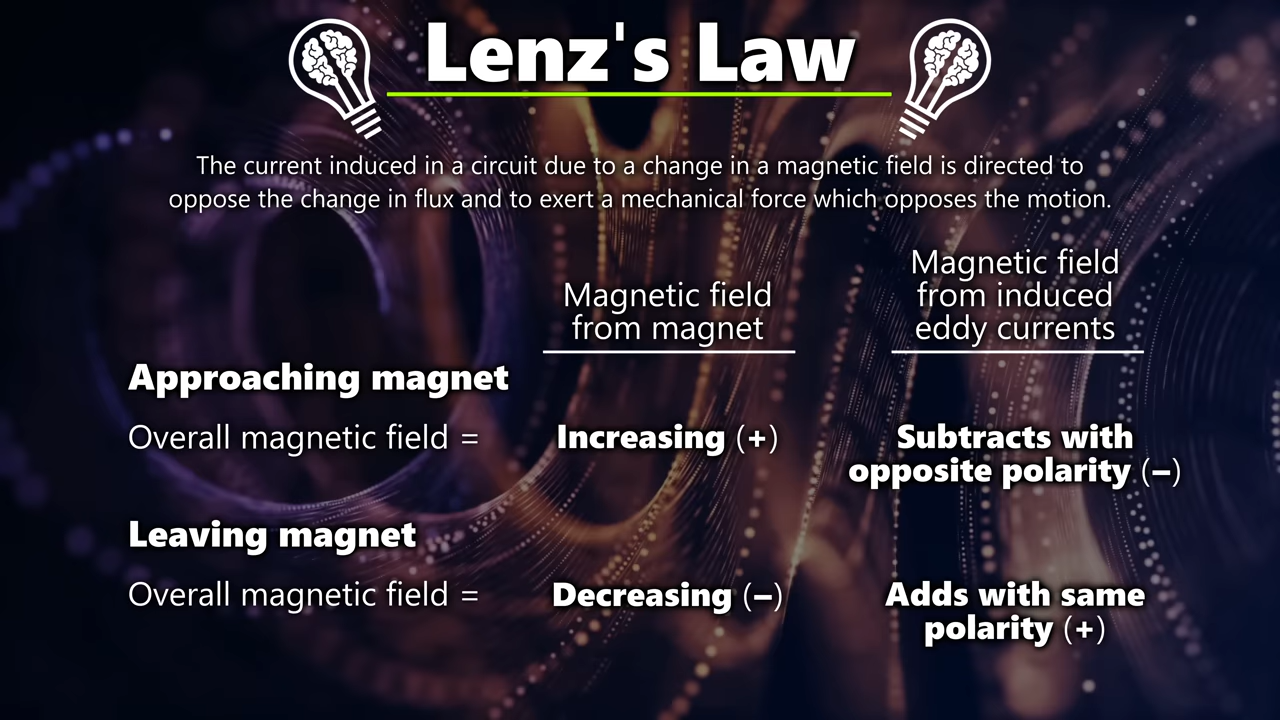 Lenz's Law
The current induced in a circuit due to a change in a magnetic field is directed to
oppose the change in flux and to exert a mechanical force which opposes the motion.
Magnetic field
from magnet
Magnetic field
from induced
eddy currents
Approaching magnet
Overall magnetic field =
Increasing (+)
Subtracts with
opposite polarity (−)
Leaving magnet
Overall magnetic field =
Decreasing (−)
Adds with same
polarity (+)